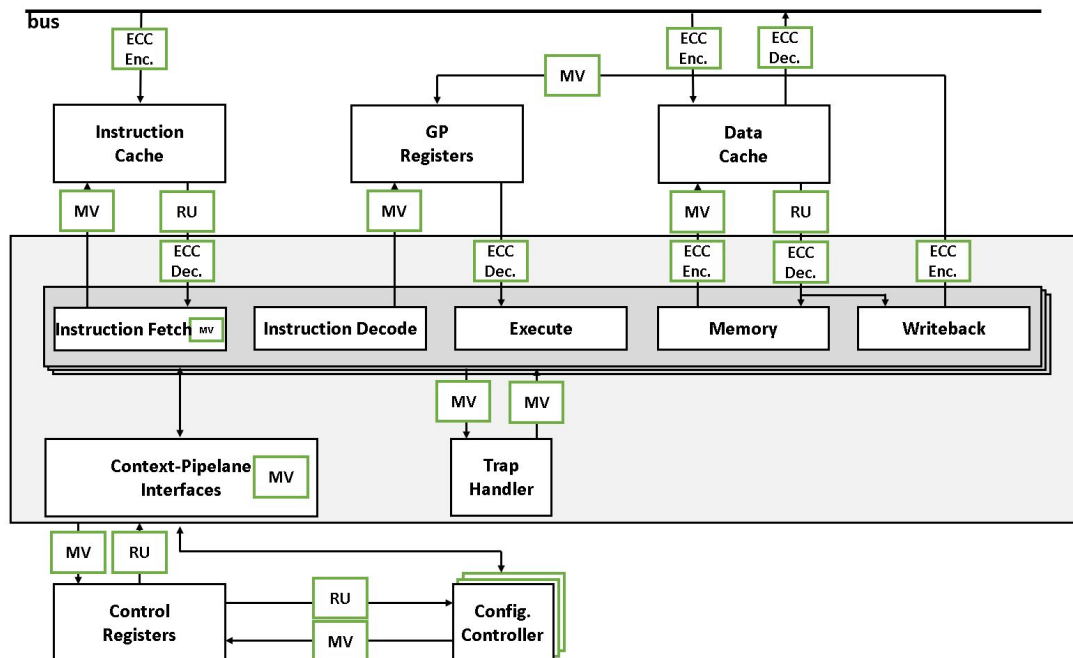 bus
ECC
Enc.
ECC
Enc.
ECC
Dec.
MV
Instruction
Cache
GP
Registers
Data
Cache
MV
RU
MV
MV
RU
ECC
Dec.
ECC
Dec.
ECC
Enc.
ECC
Dec.
ECC
Enc.
Instruction Fetch
MV
Instruction Decode
Execute
Memory
Writeback
MV
MV
Context-Pipelane
Interfaces
MV
Trap
Handler
MV
RU
Control
Registers
RU
MV
Config.
Controller